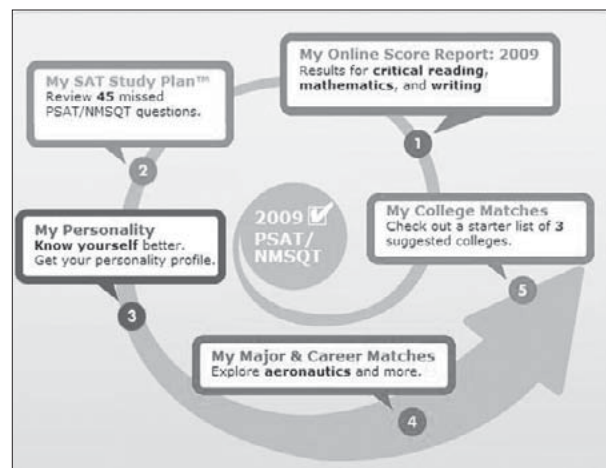 My Online Score Report: 2009
Results for critical reading,
mathematics, and writing
1
My SAT Study Plan™
Review 45 missed
PSAT/NMSQT questions.
2
My Personality
Know yourself better.
Get your personality profile.
3
2009
PSAT/
NMSQT
My Major & Career Matches
Explore aeronautics and more.
4
My College Matches
Check out a starter list of 3
suggested colleges.
5